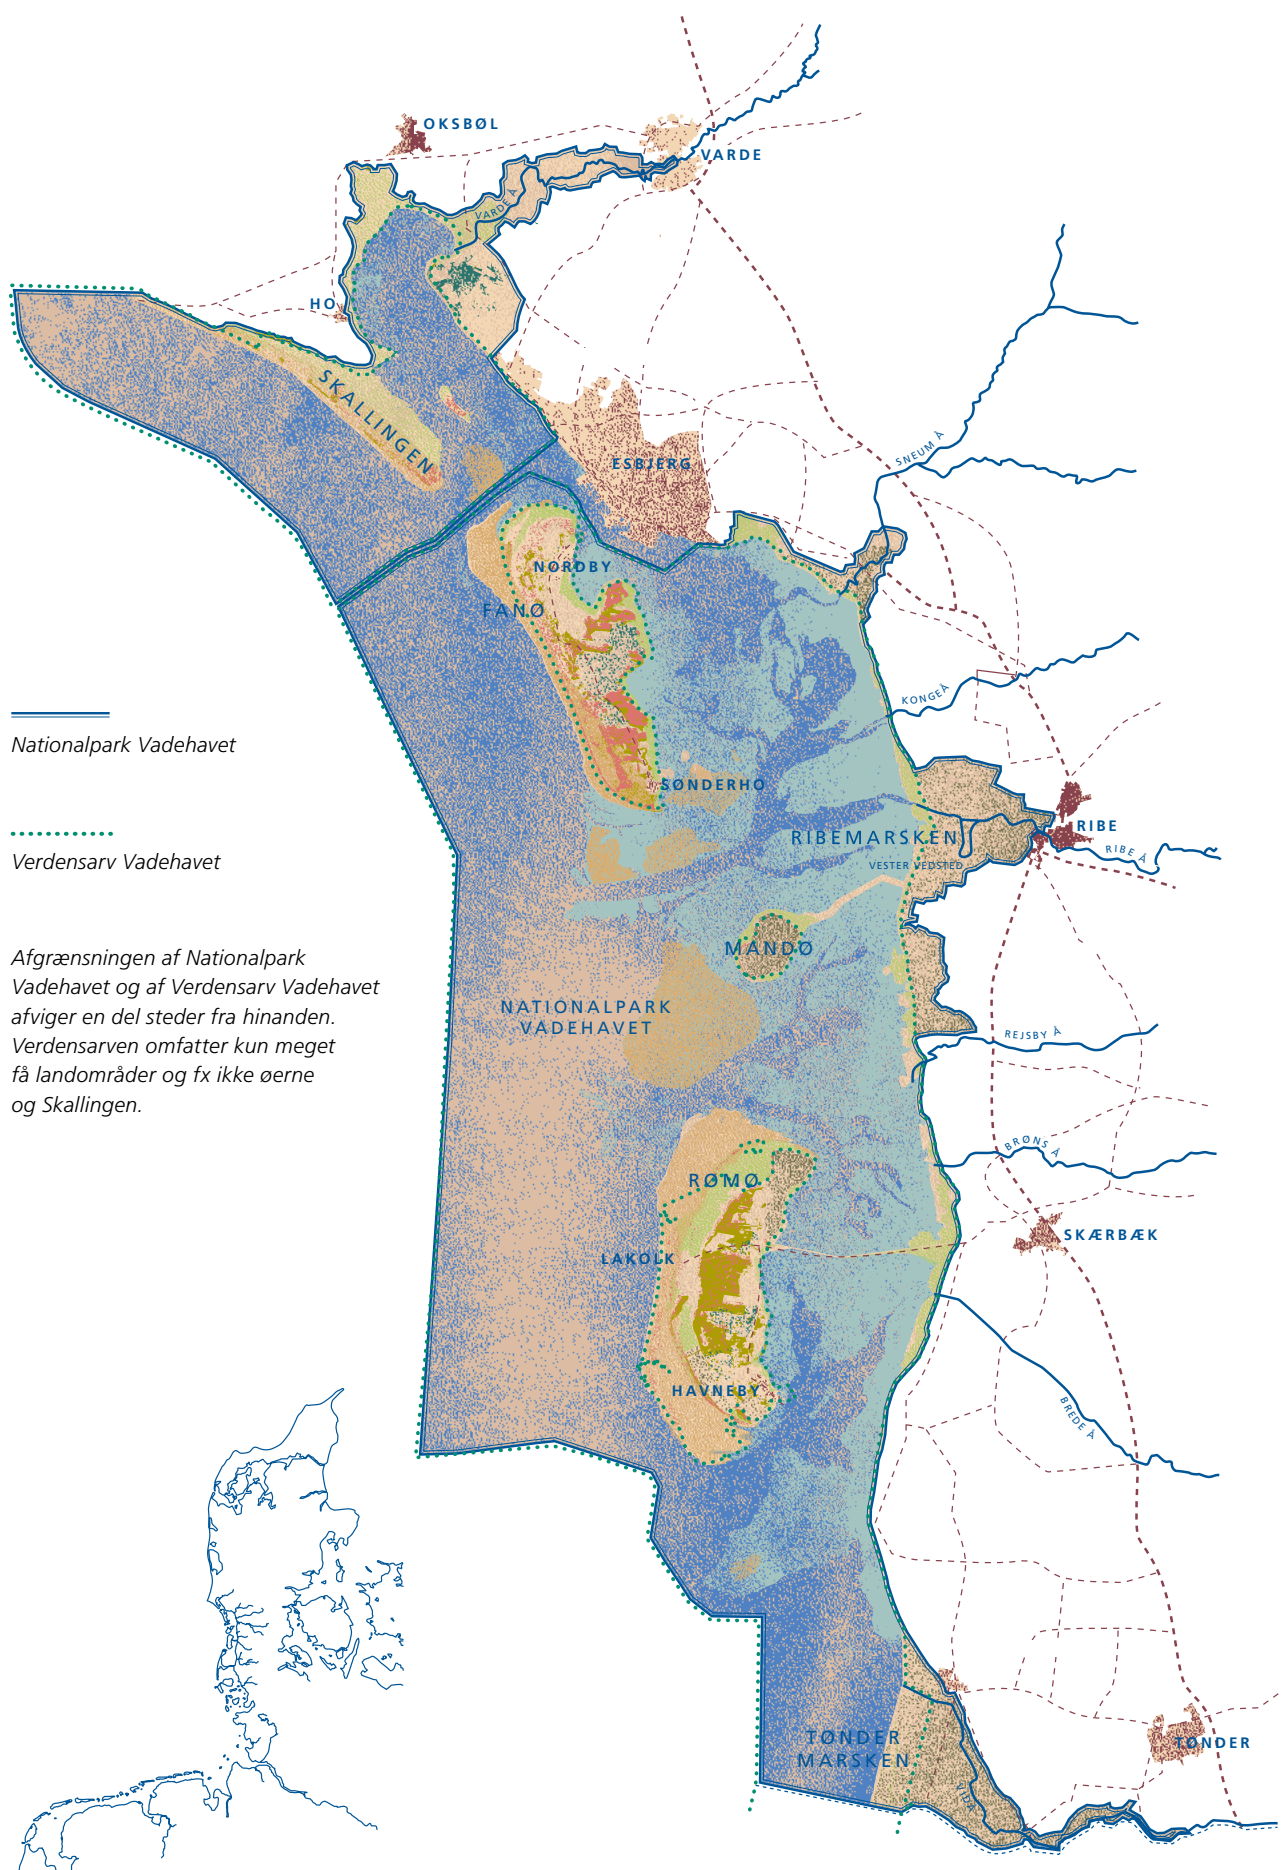 OKSBØL
VARDE
VARDE Å
HO
SKALLINGEN
SNEUM Å
ESBJERG
NORDBY
FANØ
KONGEÅ
Nationalpark Vadehavet
SØNDERHO
RIBE
RIBEMARSKEN
RIBE Å
Verdensarv Vadehavet
VESTER VEDSTED
MANDØ
Afgrænsningen af Nationalpark
Vadehavet og af Verdensarv Vadehavet
afviger en del steder fra hinanden.
Verdensarven omfatter kun meget
få landområder og fx ikke øerne
og Skallingen.
NATIONALPARK
VADEHAVET
REJSBY Å
BRØNS Å
RØMØ
SKÆRBÆK
LAKOLK
HAVNEBY
BREDE Å
TØNDER
MARSKEN
TØNDER
VIDÅ